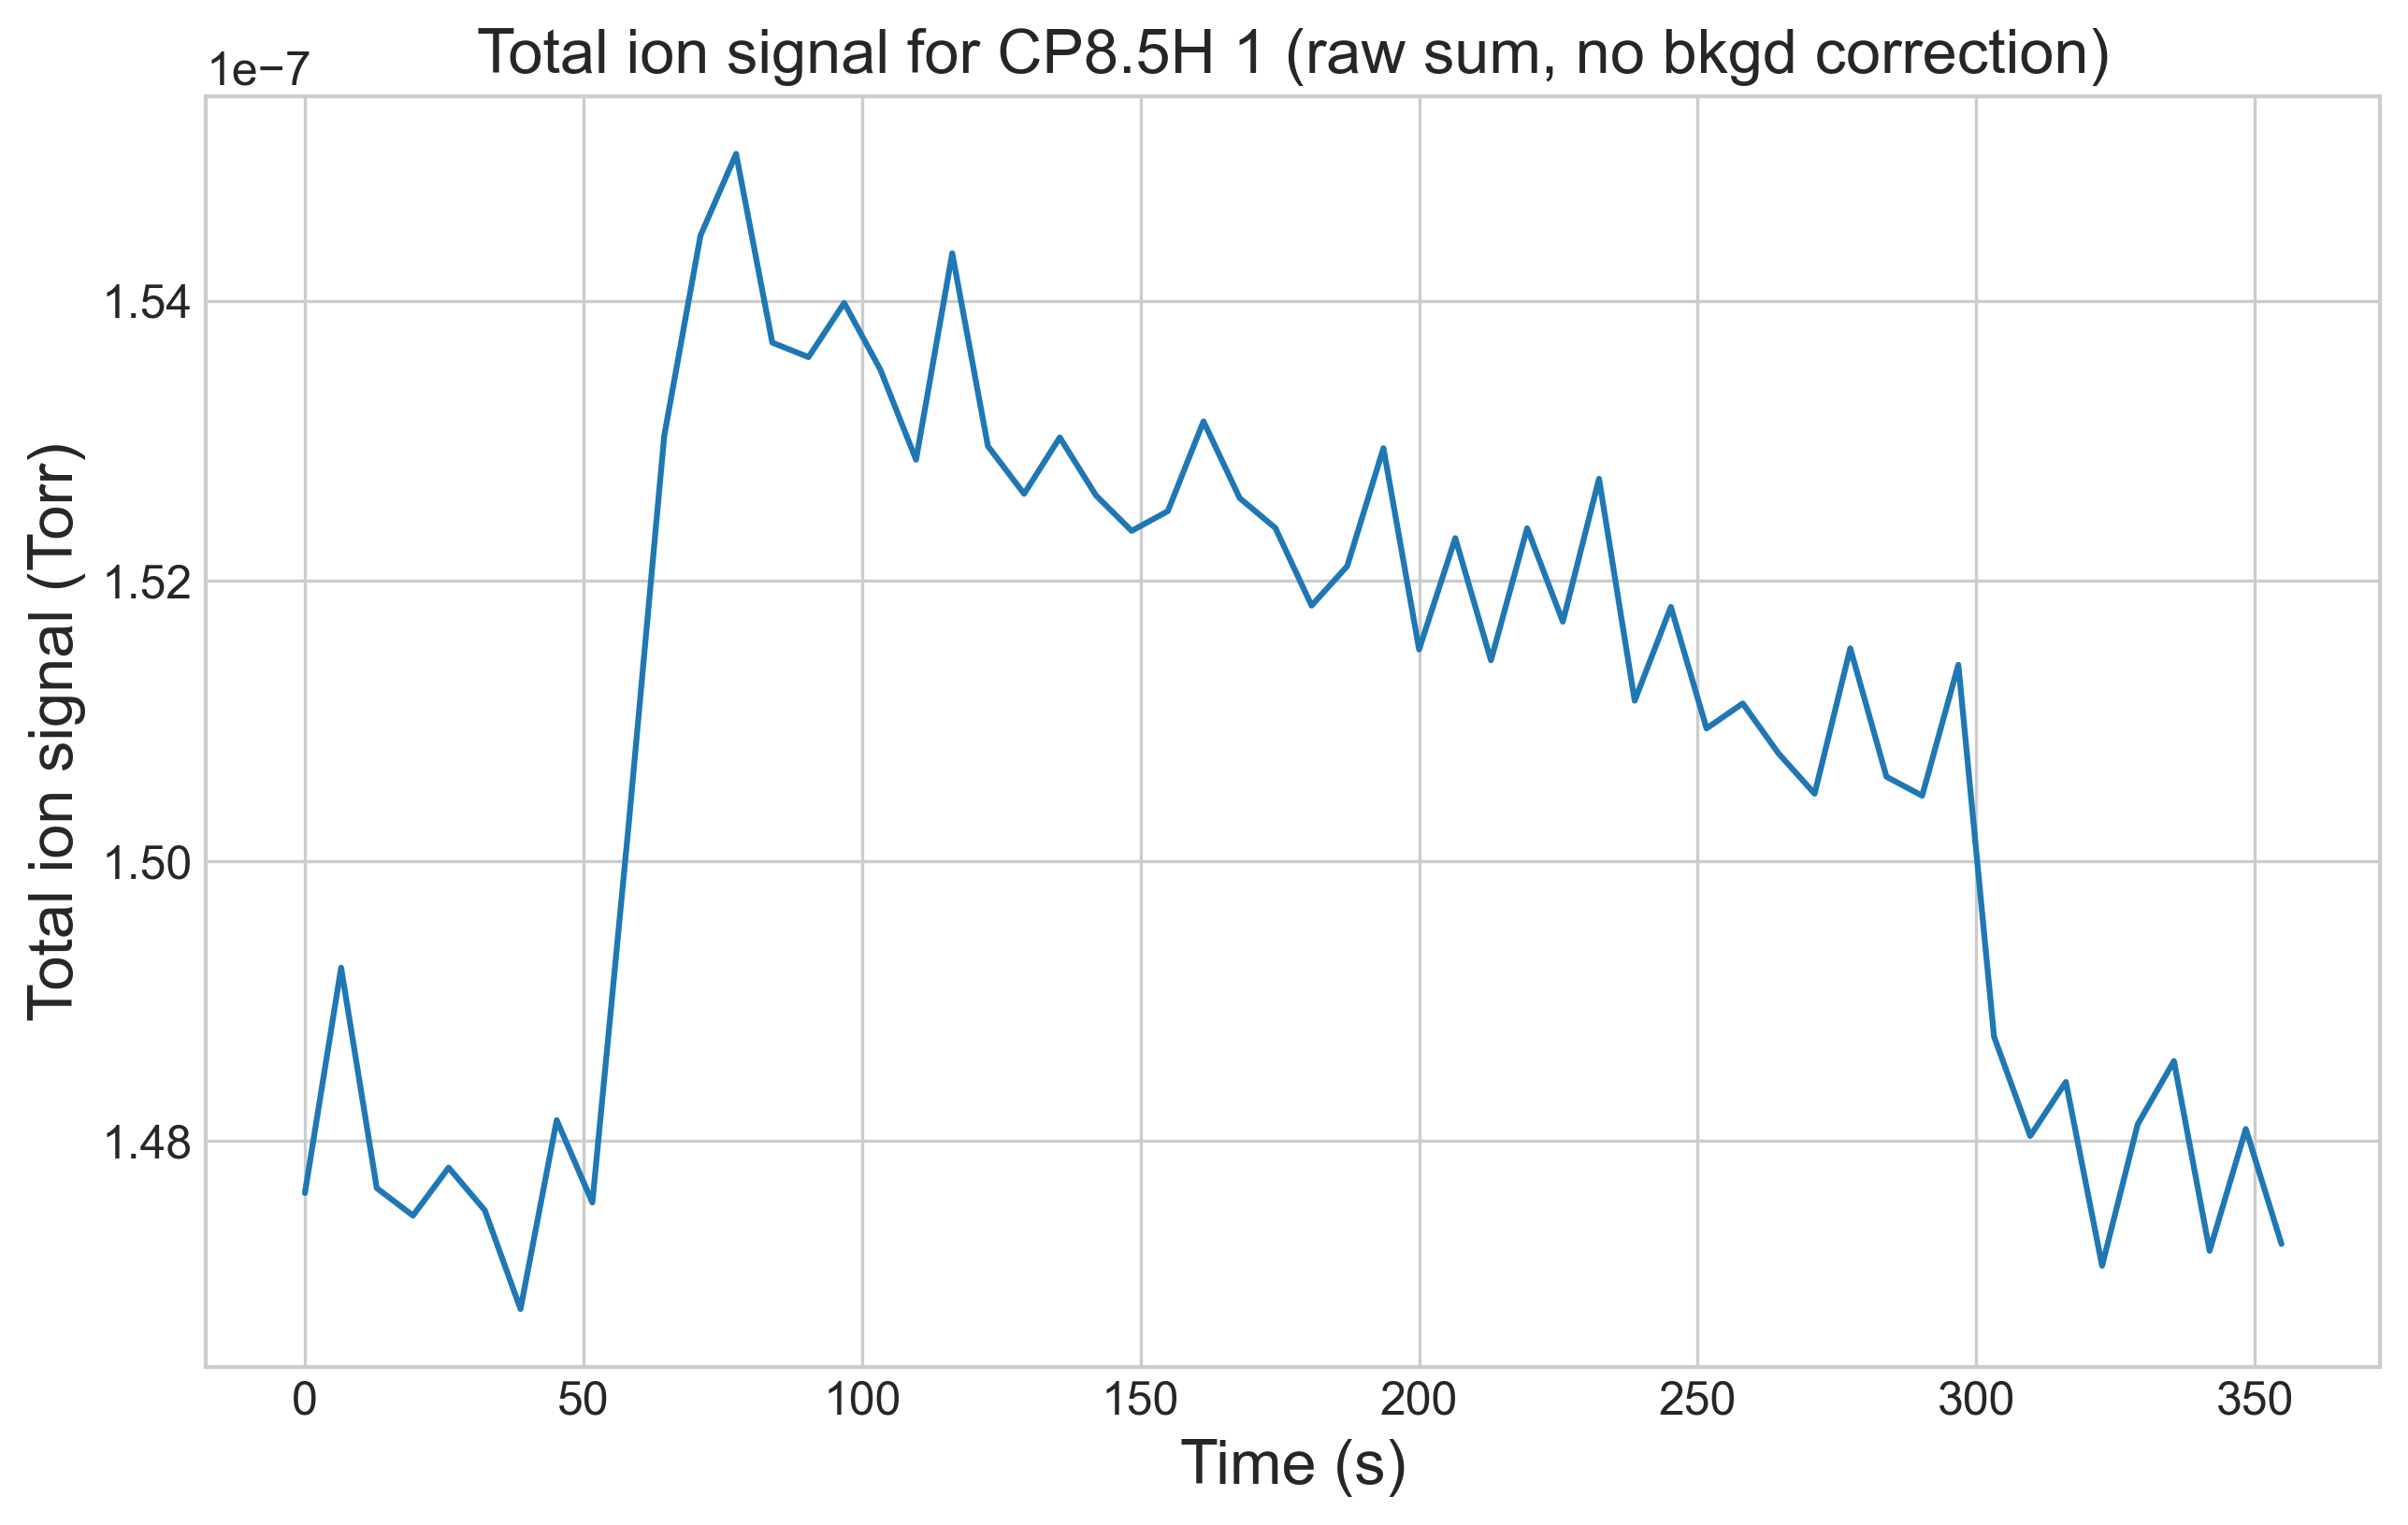 Total ion signal for CP8.5H 1 (raw sum, no bkgd correction)
1e−7
1.54
1.52
1.50
1.48
Total ion signal (Torr)
0 50 100 150 200 250 300 350
Time (s)